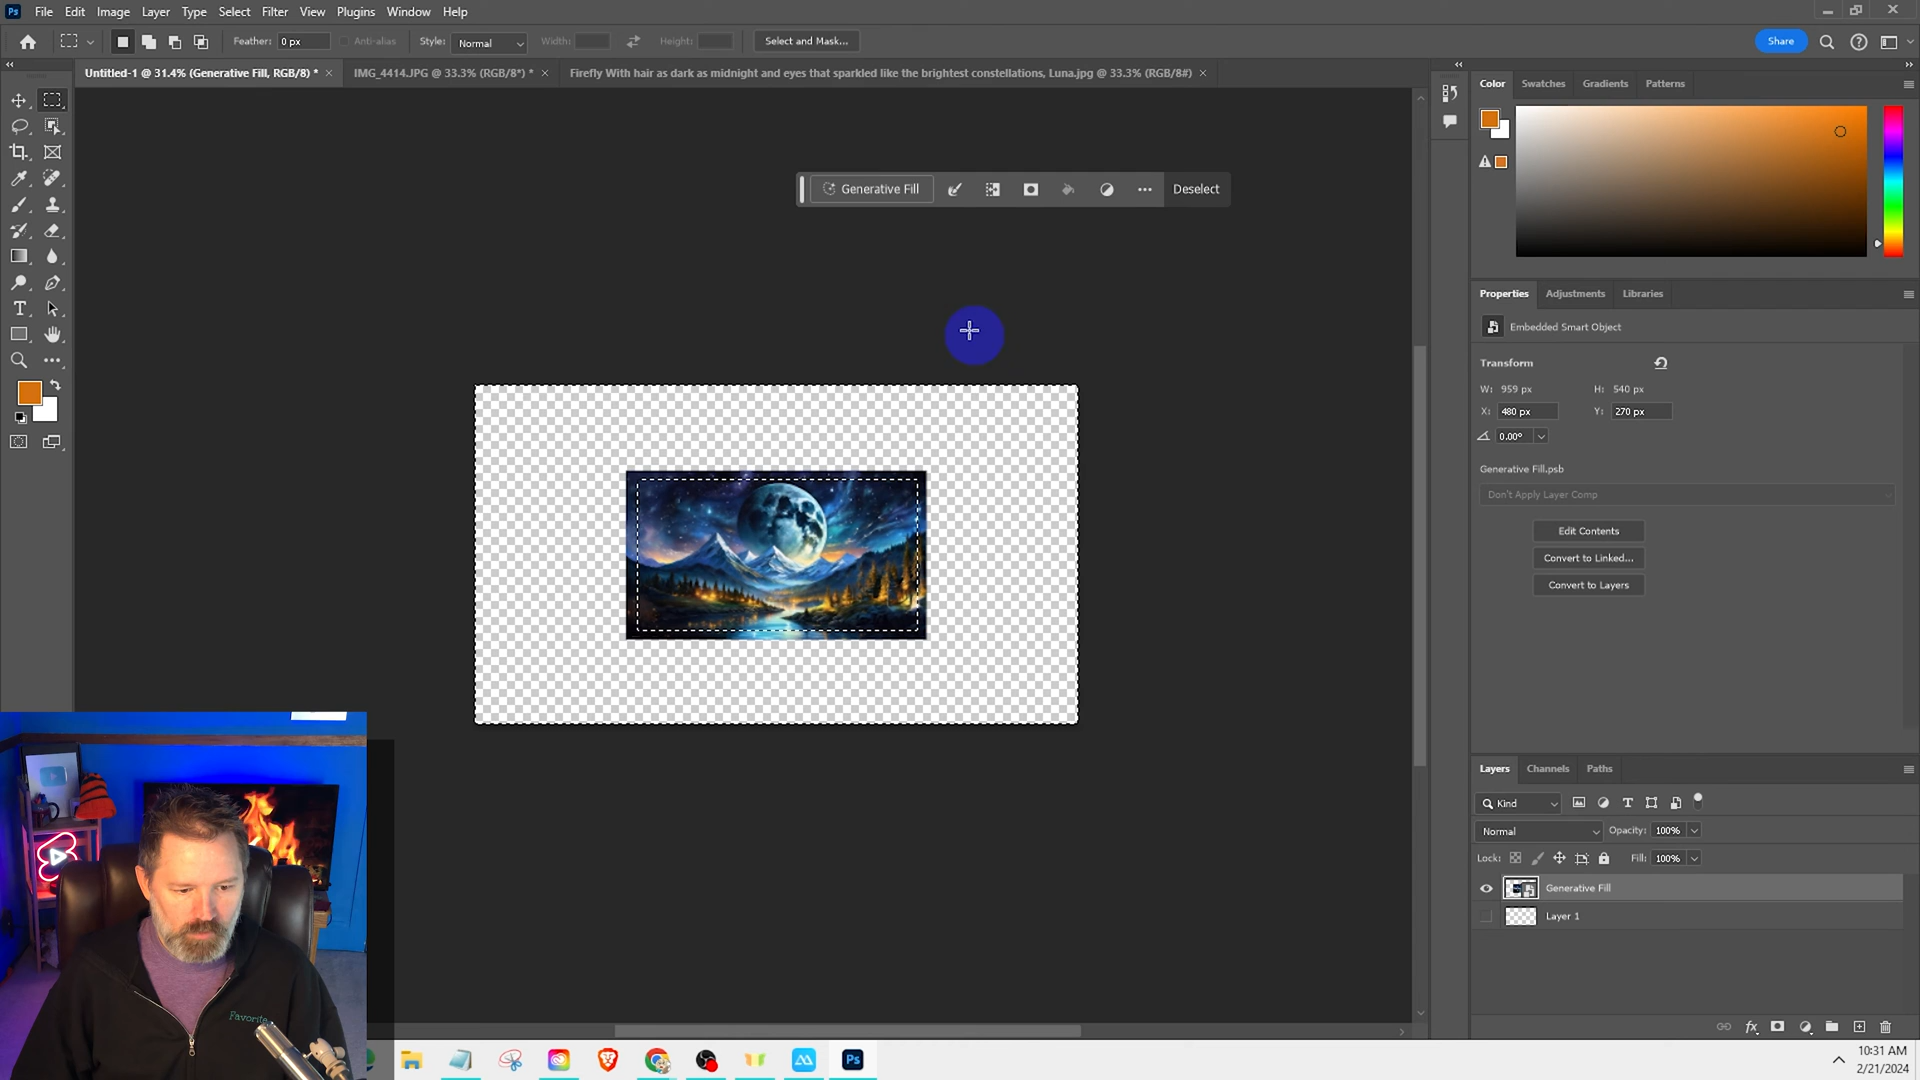 Ps File Edit Image Layer Type Select Filter View Plugins Window Help
Feather: 0 px Anti-alias Style: Normal Width: Height: Select and Mask... Share
Untitled-1 @ 31.4% (Generative Fill, RGB/8) * × IMG_4414.JPG @ 33.3% (RGB/8*) * × Firefly With hair as dark as midnight and eyes that sparkled like the brightest constellations, Luna.jpg @ 33.3% (RGB/8#) ×
Color Swatches Gradients Patterns
Generative Fill Deselect
Properties Adjustments Libraries
Embedded Smart Object
Transform
W: 959 px H: 540 px
X: 480 px Y: 270 px
0.00°
Generative Fill.psb
Don't Apply Layer Comp
Edit Contents
Convert to Linked...
Convert to Layers
Layers Channels Paths
Kind
Normal Opacity: 100%
Lock: Fill: 100%
Generative Fill
Layer 1
Favorite
Ps
10:31 AM
2/21/2024